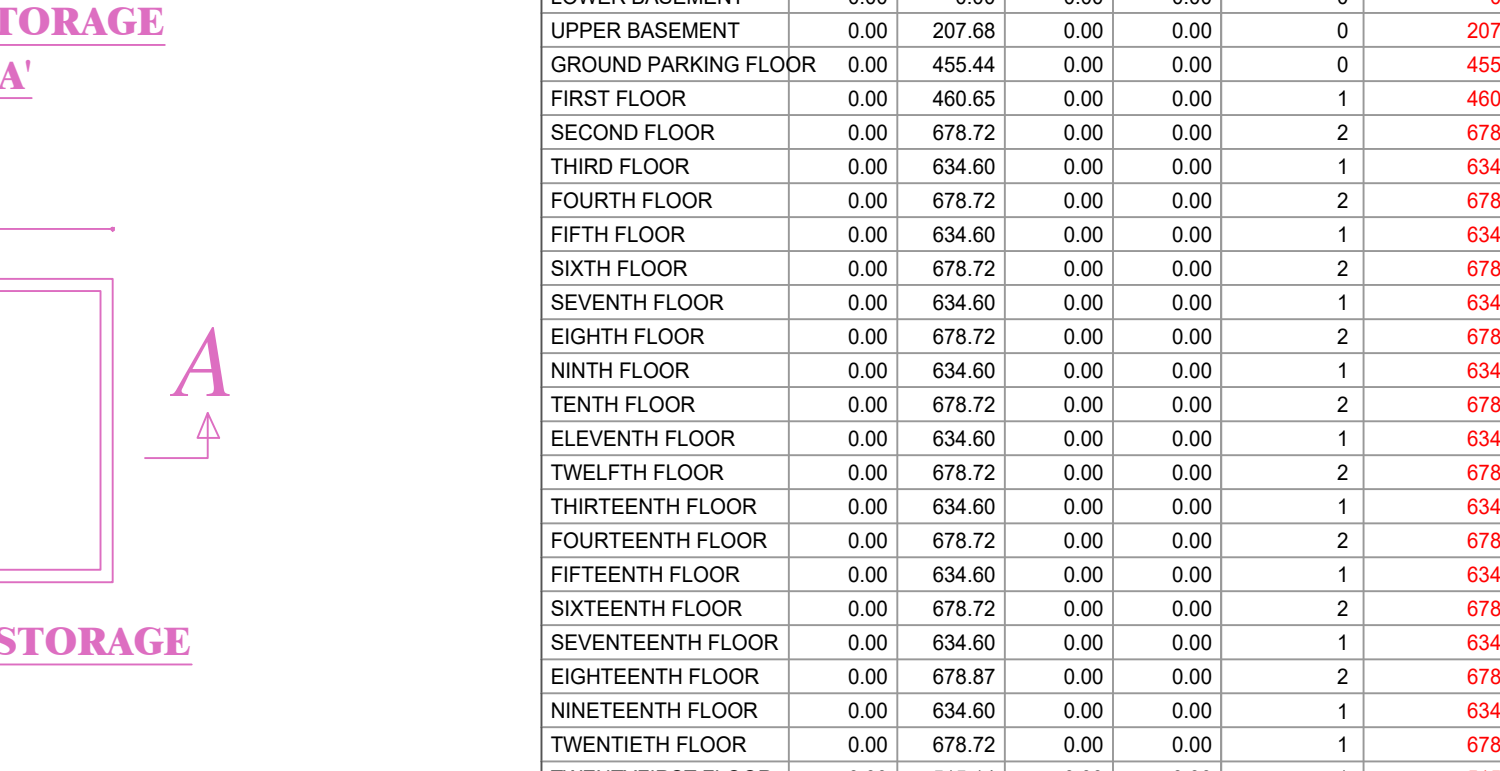 TORAGE
A'
A
STORAGE
LOWER BASEMENT 0.00 0.00 0.00 0.00 0
UPPER BASEMENT 0.00 207.68 0.00 0.00 0 207
GROUND PARKING FLOOR 0.00 455.44 0.00 0.00 0 455
FIRST FLOOR 0.00 460.65 0.00 0.00 1 460
SECOND FLOOR 0.00 678.72 0.00 0.00 2 678
THIRD FLOOR 0.00 634.60 0.00 0.00 1 634
FOURTH FLOOR 0.00 678.72 0.00 0.00 2 678
FIFTH FLOOR 0.00 634.60 0.00 0.00 1 634
SIXTH FLOOR 0.00 678.72 0.00 0.00 2 678
SEVENTH FLOOR 0.00 634.60 0.00 0.00 1 634
EIGHTH FLOOR 0.00 678.72 0.00 0.00 2 678
NINTH FLOOR 0.00 634.60 0.00 0.00 1 634
TENTH FLOOR 0.00 678.72 0.00 0.00 2 678
ELEVENTH FLOOR 0.00 634.60 0.00 0.00 1 634
TWELFTH FLOOR 0.00 678.72 0.00 0.00 2 678
THIRTEENTH FLOOR 0.00 634.60 0.00 0.00 1 634
FOURTEENTH FLOOR 0.00 678.72 0.00 0.00 2 678
FIFTEENTH FLOOR 0.00 634.60 0.00 0.00 1 634
SIXTEENTH FLOOR 0.00 678.72 0.00 0.00 2 678
SEVENTEENTH FLOOR 0.00 634.60 0.00 0.00 1 634
EIGHTEENTH FLOOR 0.00 678.87 0.00 0.00 2 678
NINETEENTH FLOOR 0.00 634.60 0.00 0.00 1 634
TWENTIETH FLOOR 0.00 678.72 0.00 0.00 1 678